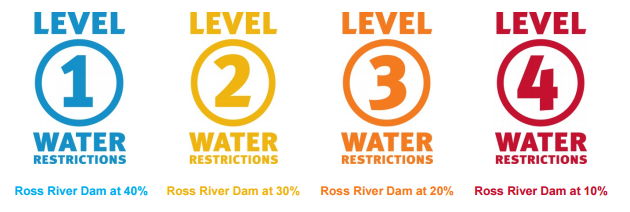 LEVEL
1
WATER
RESTRICTIONS
Ross River Dam at 40%
LEVEL
2
WATER
RESTRICTIONS
Ross River Dam at 30%
LEVEL
3
WATER
RESTRICTIONS
Ross River Dam at 20%
LEVEL
4
WATER
RESTRICTIONS
Ross River Dam at 10%